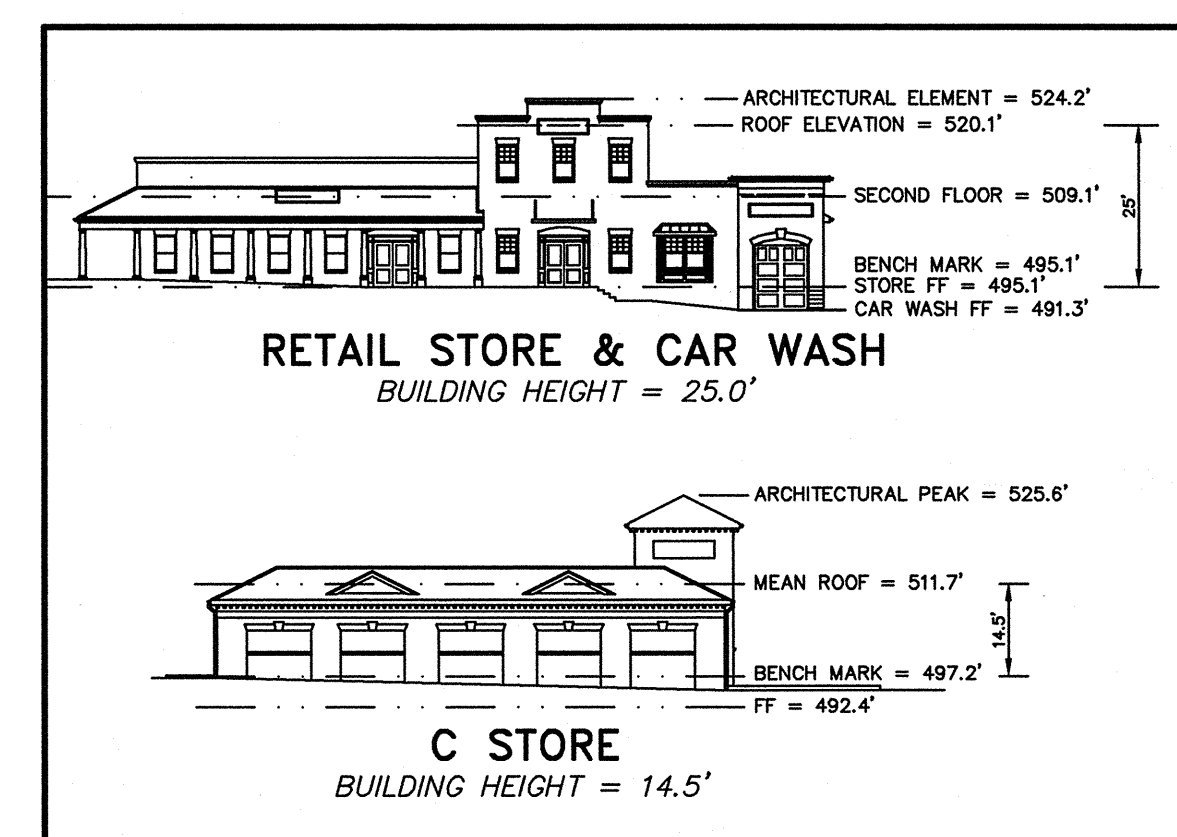 ARCHITECTURAL ELEMENT = 524.2'
ROOF ELEVATION = 520.1'
SECOND FLOOR = 509.1'
25'
BENCH MARK = 495.1'
STORE FF = 495.1'
CAR WASH FF = 491.3'
RETAIL STORE & CAR WASH
BUILDING HEIGHT = 25.0'
ARCHITECTURAL PEAK = 525.6'
MEAN ROOF = 511.7'
14.5'
BENCH MARK = 497.2'
FF = 492.4'
C STORE
BUILDING HEIGHT = 14.5'